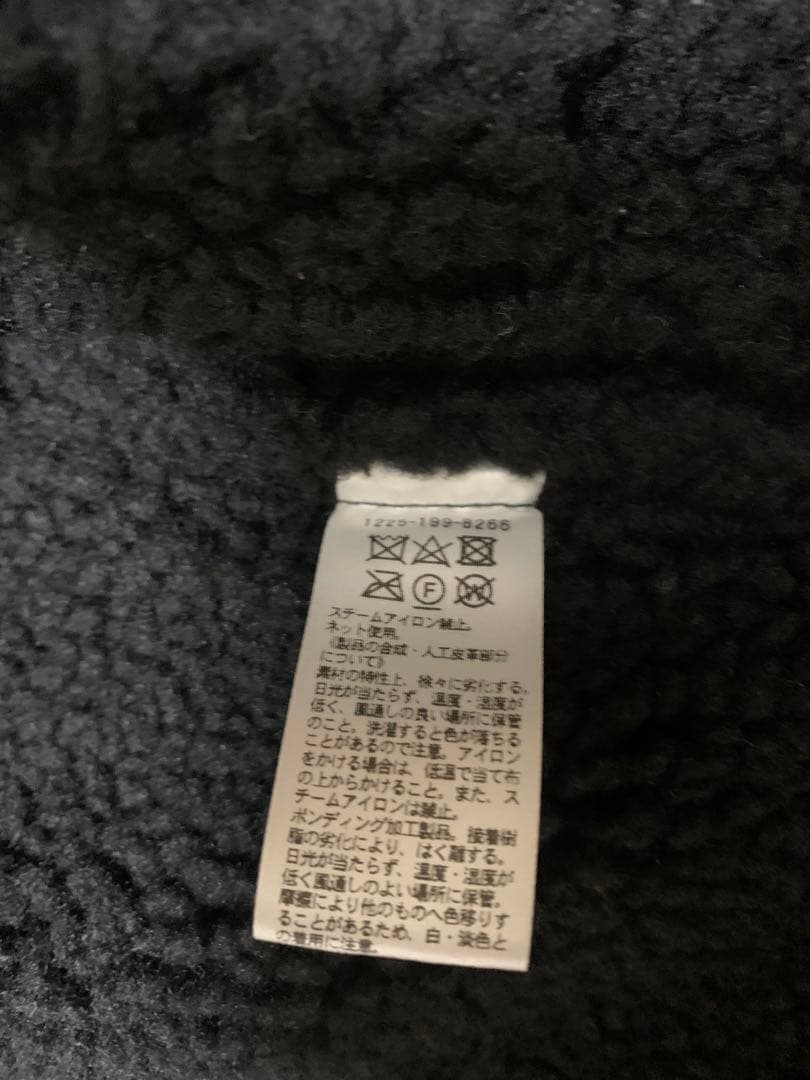 1225-199-8266
F W
スチームアイロン禁止。
ネット使用。
《製品の合成・人工皮革部分
について》
素材の特性上、徐々に劣化する。
日光が当たらず、温度・湿度が
低く、風通しの良い場所に保管
のこと。洗濯すると色が落ちる
ことがあるので注意。アイロン
をかける場合は、低温で当て布
の上からかけること。また、ス
チームアイロンは禁止。
ボンディング加工製品。接着樹
脂の劣化により、はく離する。
日光が当たらず、温度・湿度が
低く風通しのよい場所に保管。
摩擦により他のものへ色移りす
ることがあるため、白・淡色と
の着用に注意。